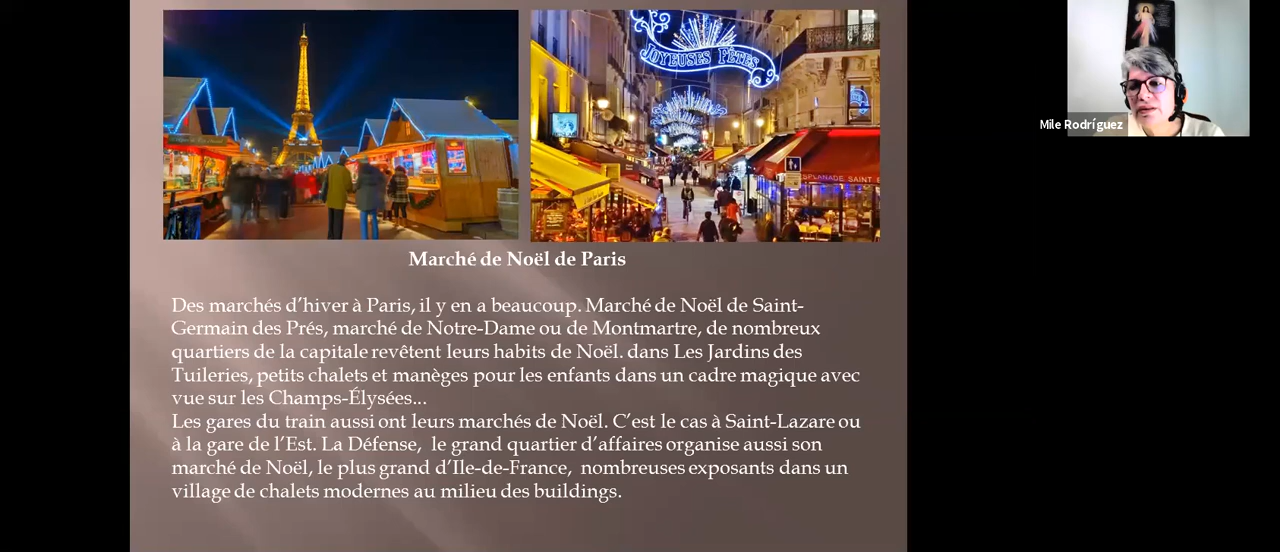 JOYEUSES FÊTES
ESPLANADE SAINT
Mile Rodríguez
Marché de Noël de Paris
Des marchés d’hiver à Paris, il y en a beaucoup. Marché de Noël de Saint-
Germain des Prés, marché de Notre-Dame ou de Montmartre, de nombreux
quartiers de la capitale revêtent leurs habits de Noël. dans Les Jardins des
Tuileries, petits chalets et manèges pour les enfants dans un cadre magique avec
vue sur les Champs-Élysées...
Les gares du train aussi ont leurs marchés de Noël. C’est le cas à Saint-Lazare ou
à la gare de l’Est. La Défense, le grand quartier d’affaires organise aussi son
marché de Noël, le plus grand d’Ile-de-France, nombreuses exposants dans un
village de chalets modernes au milieu des buildings.